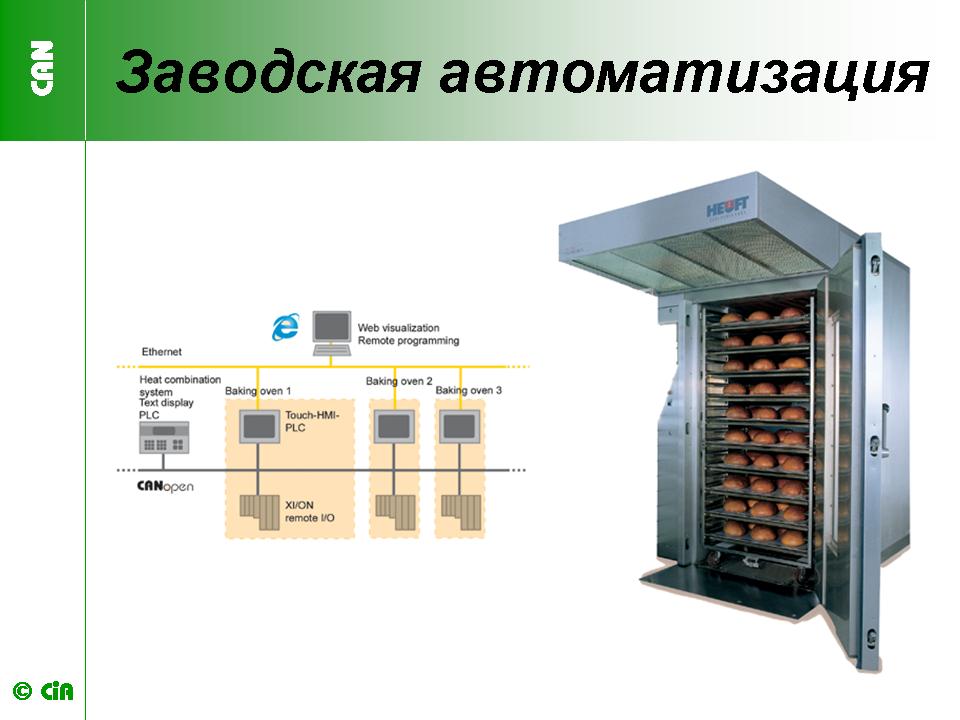 CAN
Заводская автоматизация
HEUFT
Web visualization
Remote programming
Ethernet
Heat combination
system
Text display
PLC
Baking oven 1
Baking oven 2
Baking oven 3
Touch-HMI-
PLC
CANopen
XI/ON
remote I/O
© CiA